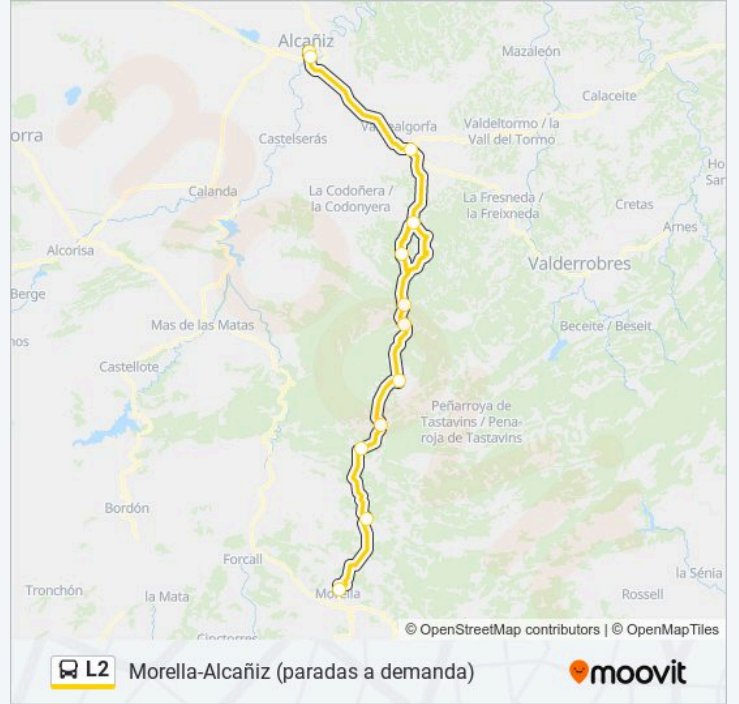 Alcañiz
Mazaleón
Calaceite
Valdeltormo / la
Vall del Tormo
Castelserás
Calanda
La Codoñera /
la Codonyera
La Fresneda /
la Freixneda
Cretas
Arnes
Alcorisa
Valderrobres
Berge
Mas de las Matas
Beceite / Beseit
Castellote
Peñarroya de
Tastavins / Pena-
roja de Tastavins
Bordón
Forcall
la Sénia
Tronchón
la Mata
Morella
Rossell
Cinctorres
© OpenStreetMap contributors | © OpenMapTiles
L2 Morella-Alcañiz (paradas a demanda)
moovit